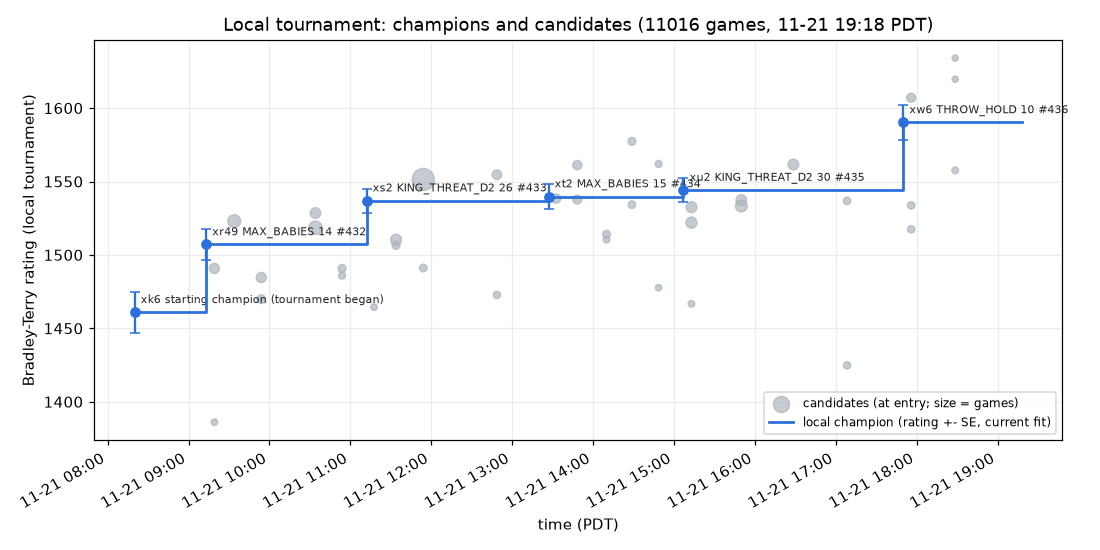 Local tournament: champions and candidates (11016 games, 11-21 19:18 PDT)
Bradley-Terry rating (local tournament)
1600
1550
1500
1450
1400
xk6 starting champion (tournament began)
xr49 MAX_BABIES 14 #432
xs2 KING_THREAT_D2 26 #433
xt2 MAX_BABIES 15 #434
xu2 KING_THREAT_D2 30 #435
xw6 THROW_HOLD 10 #436
candidates (at entry; size = games)
local champion (rating +- SE, current fit)
11-21 08:00
11-21 09:00
11-21 10:00
11-21 11:00
11-21 12:00
11-21 13:00
11-21 14:00
11-21 15:00
11-21 16:00
11-21 17:00
11-21 18:00
11-21 19:00
time (PDT)